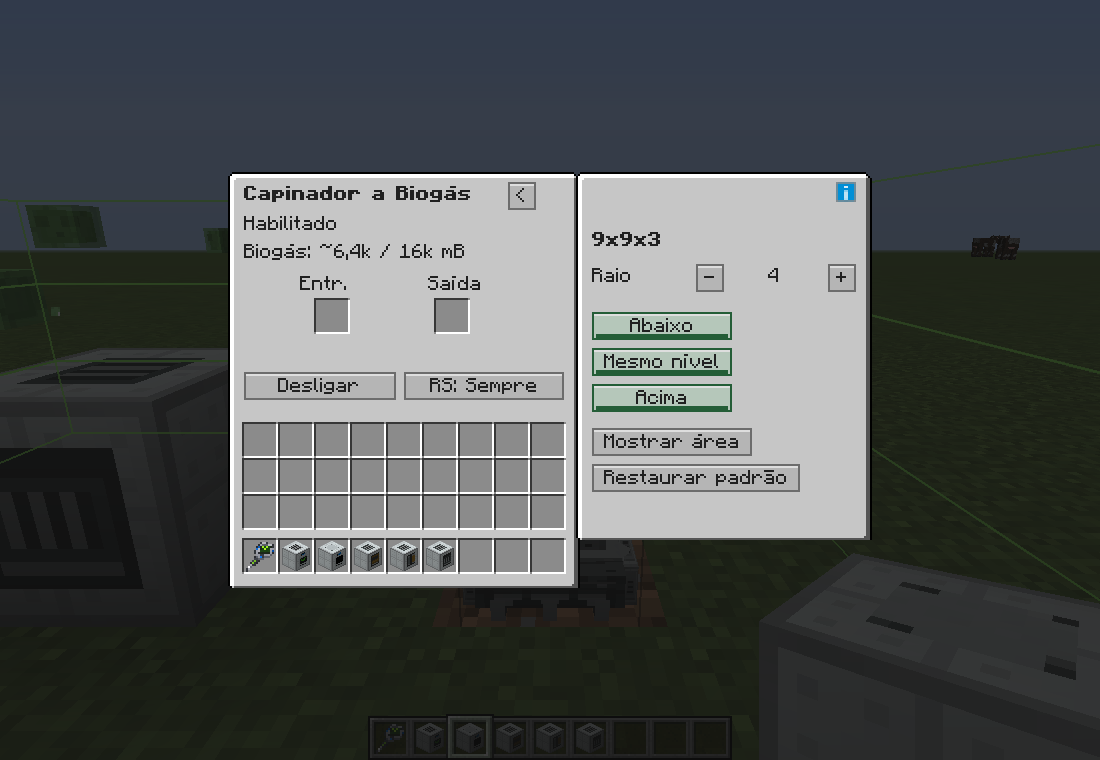 Capinador a Biogás
<
Habilitado
Biogás: ~6,4k / 16k mB
Entr. Saída
Desligar RS: Sempre
i
9x9x3
Raio - 4 +
Abaixo
Mesmo nível
Acima
Mostrar área
Restaurar padrão